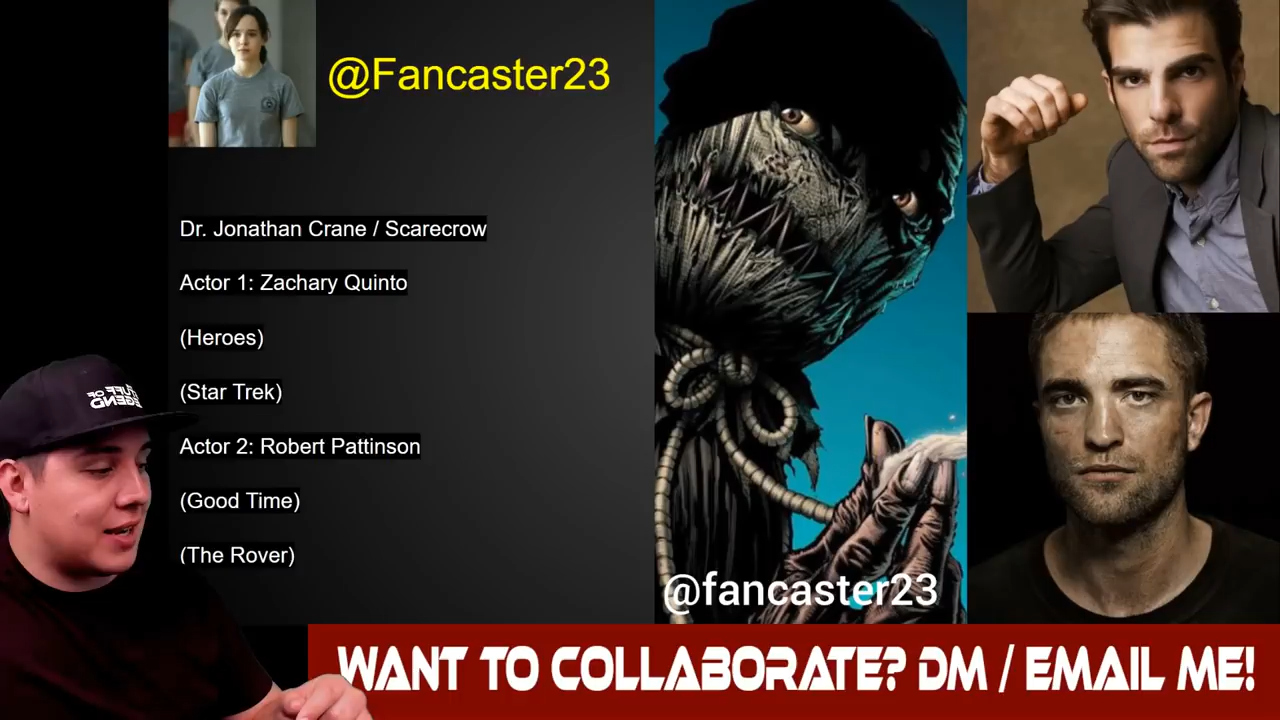 @Fancaster23
Dr. Jonathan Crane / Scarecrow
Actor 1: Zachary Quinto
(Heroes)
(Star Trek)
Actor 2: Robert Pattinson
(Good Time)
(The Rover)
@fancaster23
WANT TO COLLABORATE? DM / EMAIL ME!